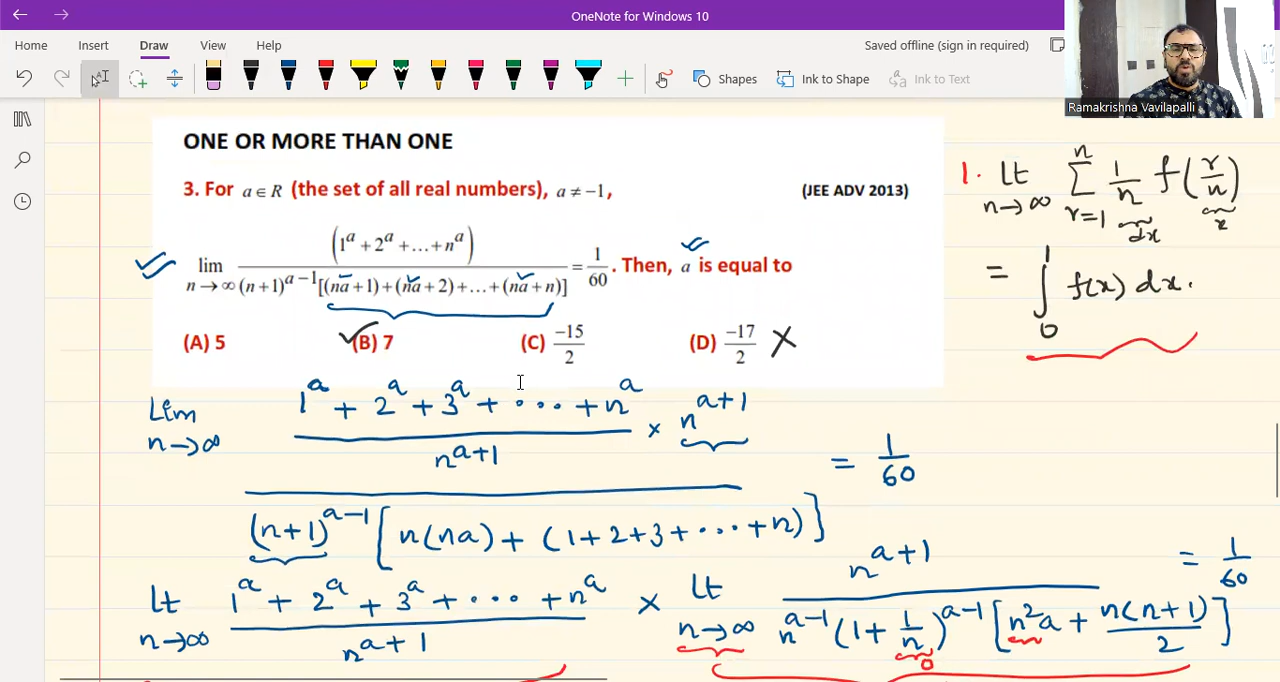 OneNote for Windows 10
Home Insert Draw View Help Saved offline (sign in required)
Shapes Ink to Shape Ink to Text
Ramakrishna Vavilapalli
ONE OR MORE THAN ONE
3. For a ∈ R (the set of all real numbers), a ≠ −1, (JEE ADV 2013)
lim n→∞ (1^a + 2^a + ... + n^a) / ((n+1)^(a−1) [(na+1)+(na+2)+...+(na+n)]) = 1/60. Then, a is equal to
(A) 5 (B) 7 (C) −15/2 (D) −17/2
1. Lt n→∞ Σ r=1 n 1/n f(r/n)
dx x
= ∫ 0 1 f(x) dx.
Lim n→∞ (1^a + 2^a + 3^a + ... + n^a)/n^(a+1) × n^(a+1)
/ ((n+1)^(a−1) [n(na) + (1+2+3+...+n)]) = 1/60
Lt n→∞ (1^a + 2^a + 3^a + ... + n^a)/n^(a+1) × Lt n→∞ n^(a+1) / (n^(a−1) (1+1/n)^(a−1) [n²a + n(n+1)/2]) = 1/60
0